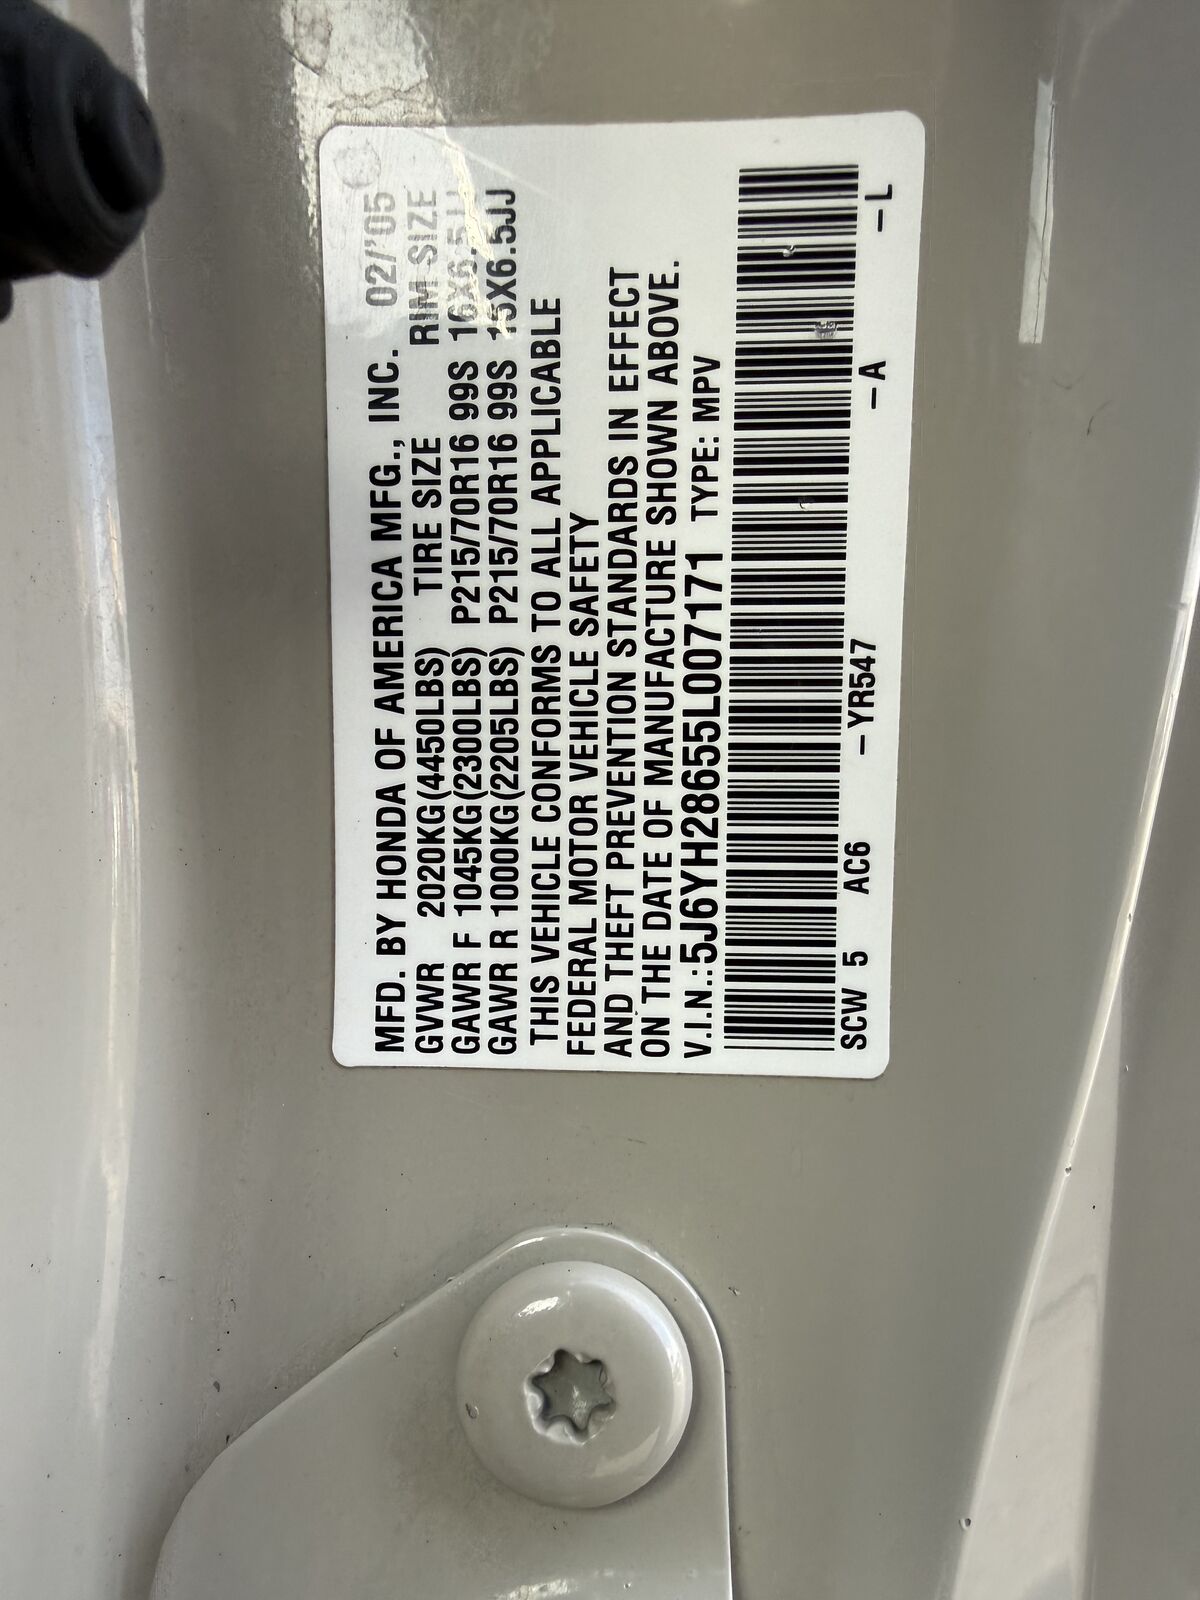 MFD. BY HONDA OF AMERICA MFG., INC. 02/'05
GVWR 2020KG(4450LBS) TIRE SIZE RIM SIZE
GAWR F 1045KG(2300LBS) P215/70R16 99S 16X6.5JJ
GAWR R 1000KG(2205LBS) P215/70R16 99S 16X6.5JJ
THIS VEHICLE CONFORMS TO ALL APPLICABLE
FEDERAL MOTOR VEHICLE SAFETY
AND THEFT PREVENTION STANDARDS IN EFFECT
ON THE DATE OF MANUFACTURE SHOWN ABOVE.
V.I.N.:5J6YH28655L007171 TYPE: MPV
SCW 5 AC6 –YR547 –A –L